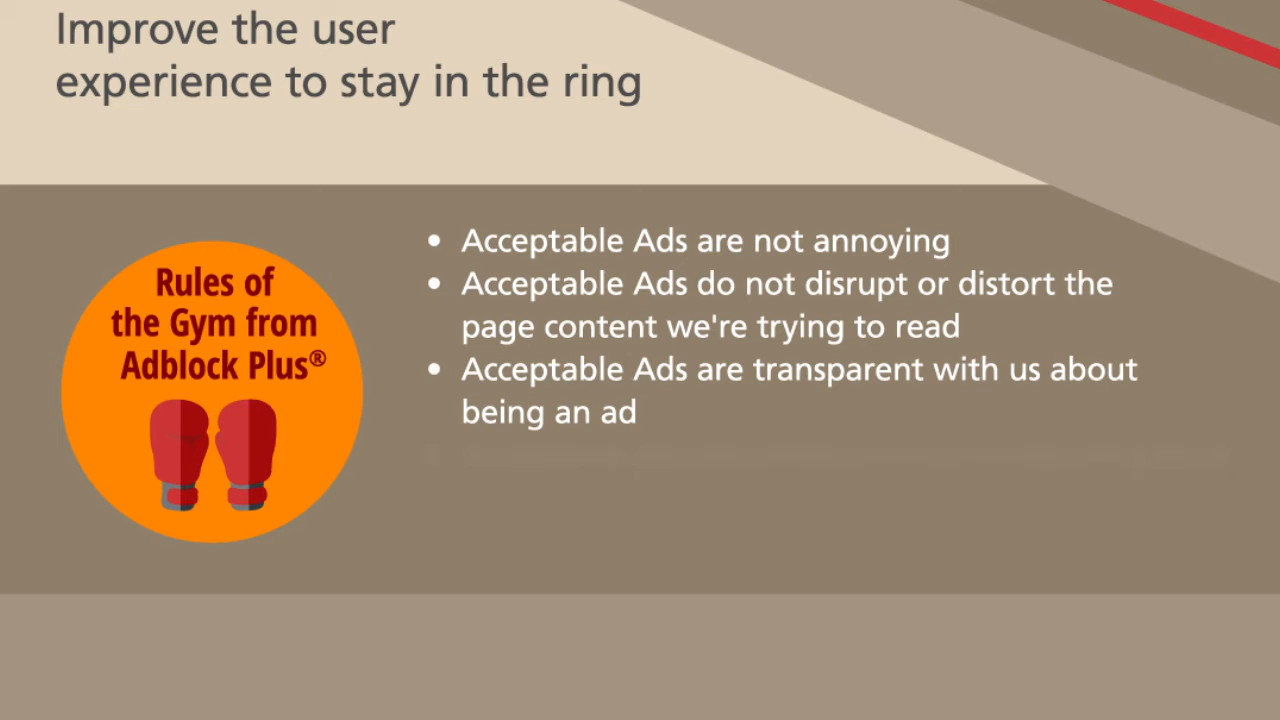 Improve the user
experience to stay in the ring
Rules of
the Gym from
Adblock Plus®
• Acceptable Ads are not annoying
• Acceptable Ads do not disrupt or distort the
page content we're trying to read
• Acceptable Ads are transparent with us about
being an ad